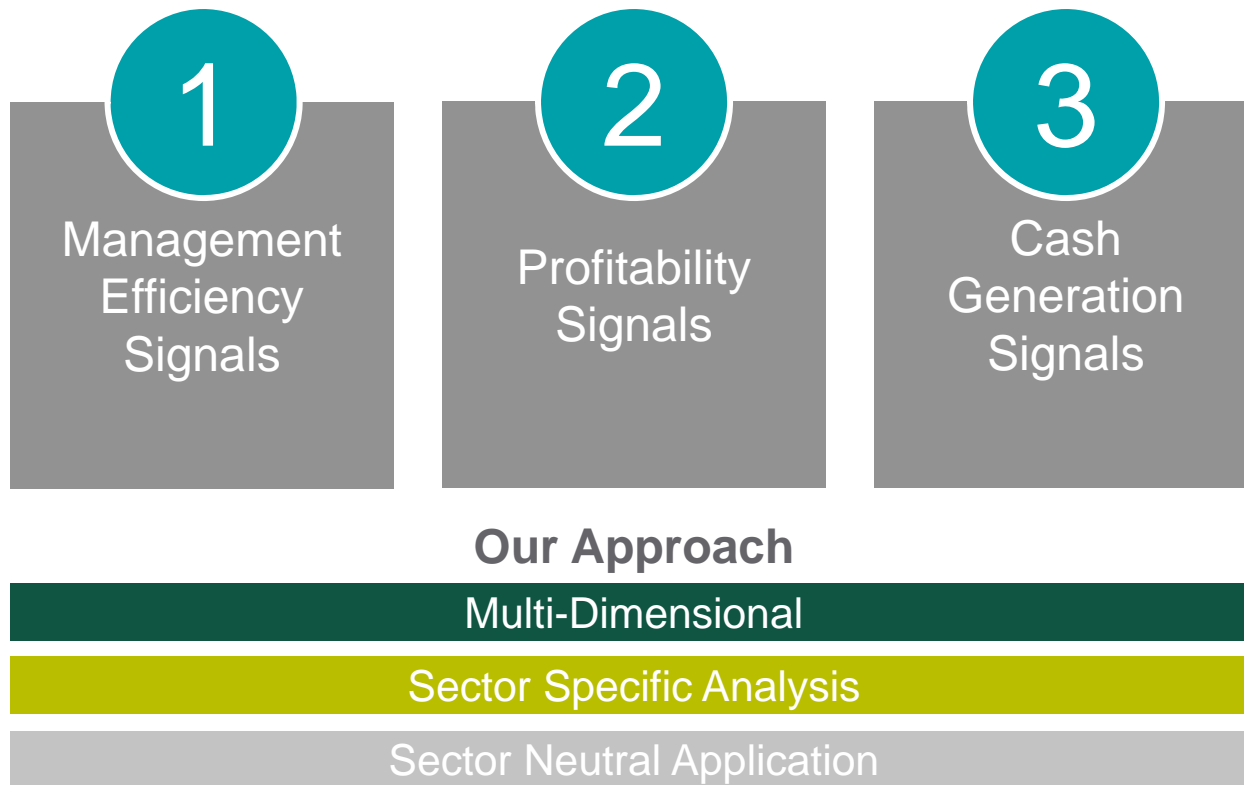 1
Management
Efficiency
Signals
2
Profitability
Signals
3
Cash
Generation
Signals
Our Approach
Multi-Dimensional
Sector Specific Analysis
Sector Neutral Application